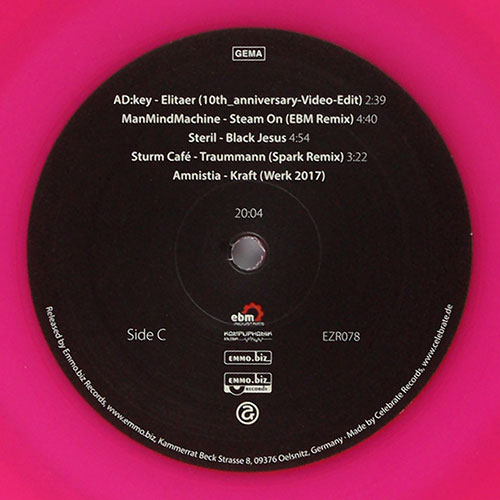 GEMA
AD:key - Elitaer (10th_anniversary-Video-Edit) 2:39
ManMindMachine - Steam On (EBM Remix) 4:40
Steril - Black Jesus 4:54
Sturm Café - Traummann (Spark Remix) 3:22
Amnistia - Kraft (Werk 2017)
20:04
ebm
INDUSTRIES
Side C
EZR078
EMMO.biz
EMMO.biz
RECORDS
Released by Emmo.biz Records, www.emmo.biz, Kammerrat Beck Strasse 8, 09376 Oelsnitz. Germany - Made by Celebrate Records, www.celebrate.de